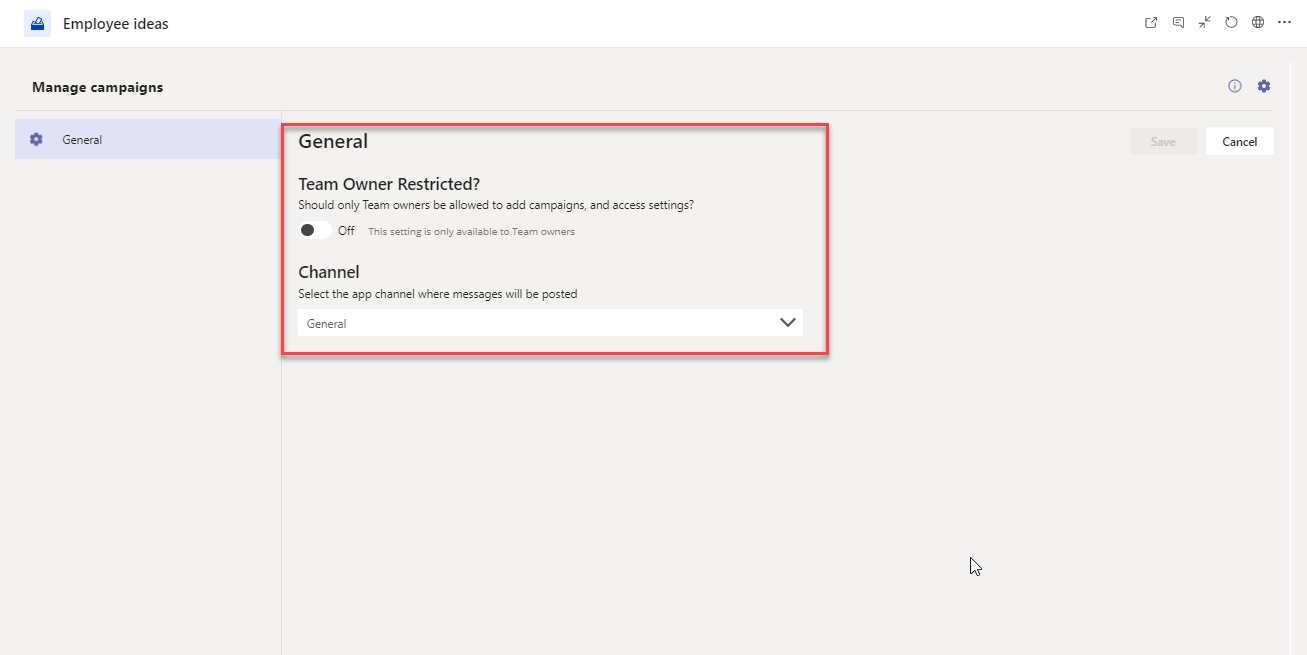 Employee ideas
Manage campaigns
General
General
Save
Cancel
Team Owner Restricted?
Should only Team owners be allowed to add campaigns, and access settings?
Off This setting is only available to Team owners
Channel
Select the app channel where messages will be posted
General